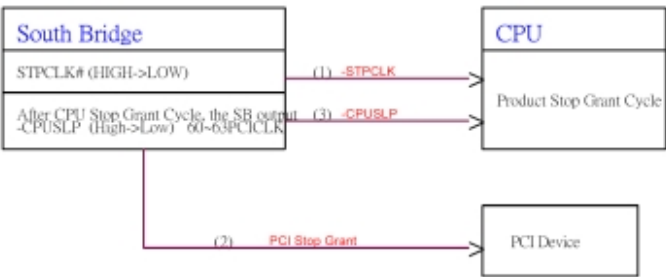 South Bridge
CPU
STPCLK# (HIGH->LOW)
(1) -STPCLK
Product Stop Grant Cycle
After CPU Stop Grant Cycle, the SB output
-CPUSLP (High->Low) 60~63PCICLK
(3) -CPUSLP
(2) PCI Stop Grant
PCI Device